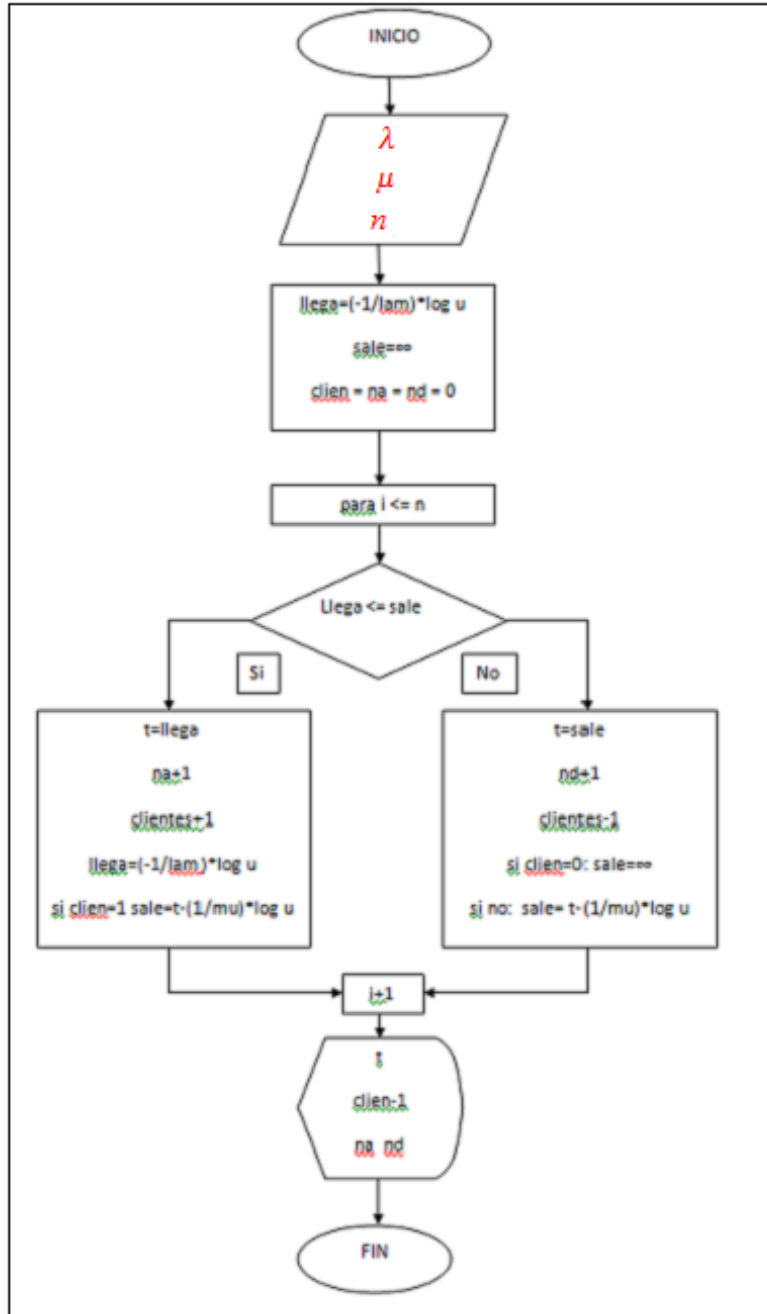 INICIO
λ
μ
n
llega=(-1/lam)*log u
sale=∞
clien = na = nd = 0
para i <= n
Llega <= sale
Si
No
t=llega
na+1
clientes+1
llega=(-1/lam)*log u
si clien=1 sale=t-(1/mu)*log u
t=sale
nd+1
clientes-1
si clien=0: sale=∞
si no: sale= t-(1/mu)*log u
i+1
t
clien-1
na nd
FIN